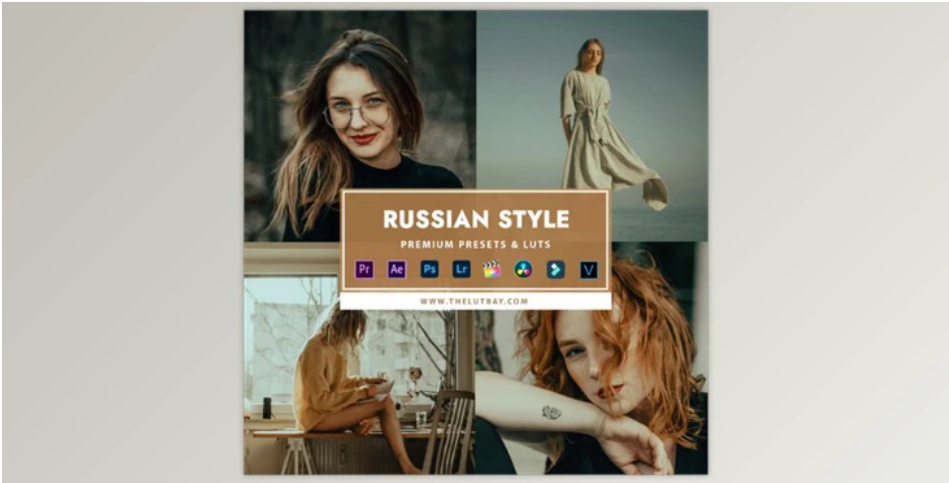 RUSSIAN STYLE
PREMIUM PRESETS & LUTS
Pr Ae Ps Lr V
WWW.THELUTBAY.COM